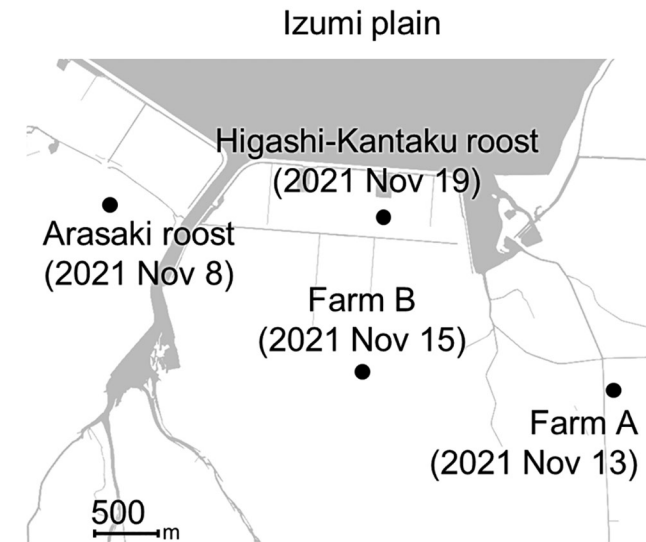 Izumi plain
Higashi-Kantaku roost
(2021 Nov 19)
Arasaki roost
(2021 Nov 8)
Farm B
(2021 Nov 15)
Farm A
(2021 Nov 13)
500
m